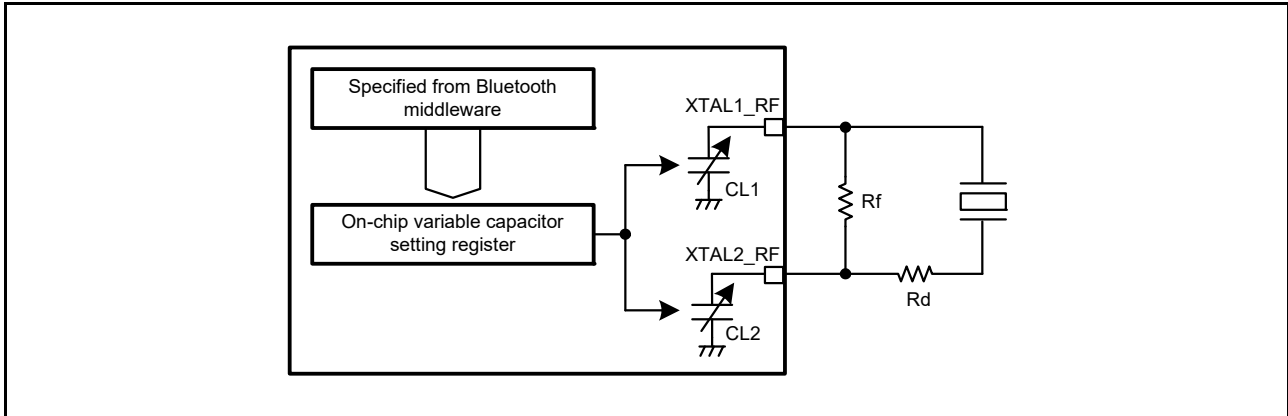 Specified from Bluetooth
middleware
XTAL1_RF
CL1
Rf
On-chip variable capacitor
setting register
XTAL2_RF
Rd
CL2